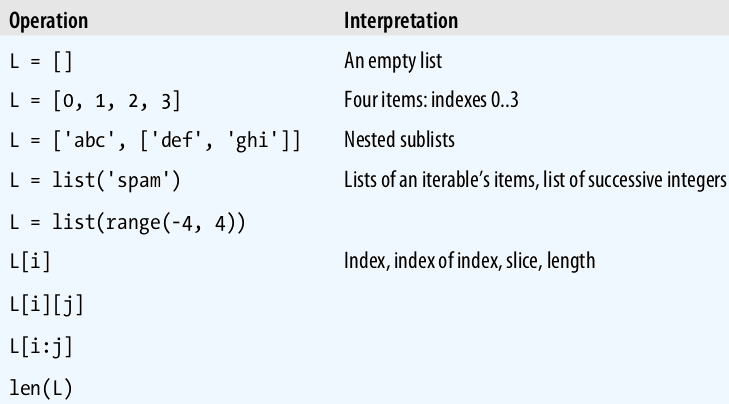 Operation Interpretation
L = [] An empty list
L = [0, 1, 2, 3] Four items: indexes 0..3
L = ['abc', ['def', 'ghi']] Nested sublists
L = list('spam') Lists of an iterable’s items, list of successive integers
L = list(range(-4, 4))
L[i] Index, index of index, slice, length
L[i][j]
L[i:j]
len(L)